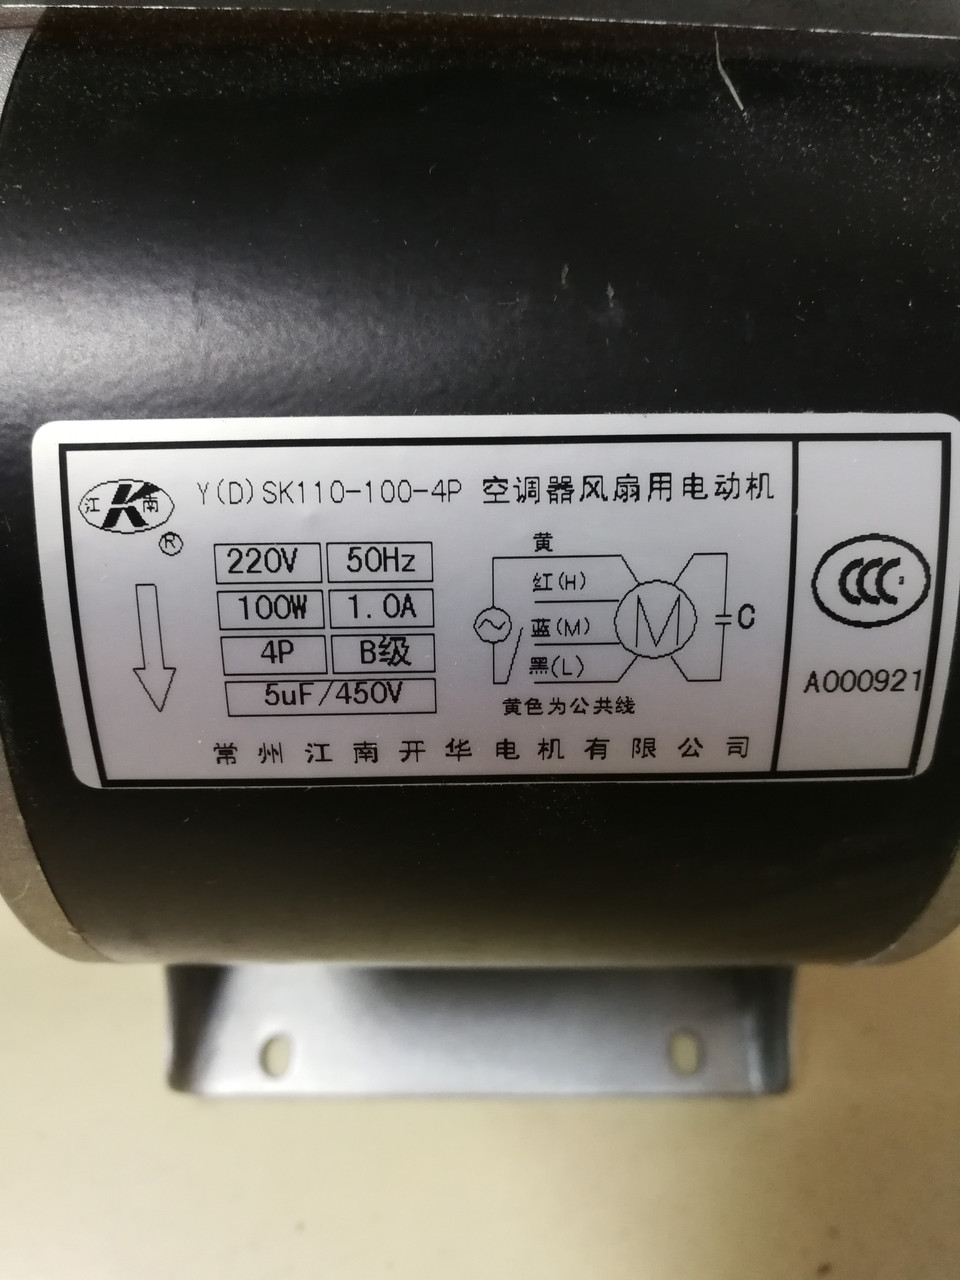 江K南
®
Y(D)SK110-100-4P 空调器风扇用电动机
220V 50Hz
100W 1.0A
4P B级
5uF/450V
黄
红(H)
蓝(M)
黑(L)
M
C
黄色为公共线
常州江南开华电机有限公司
CCC
A000921